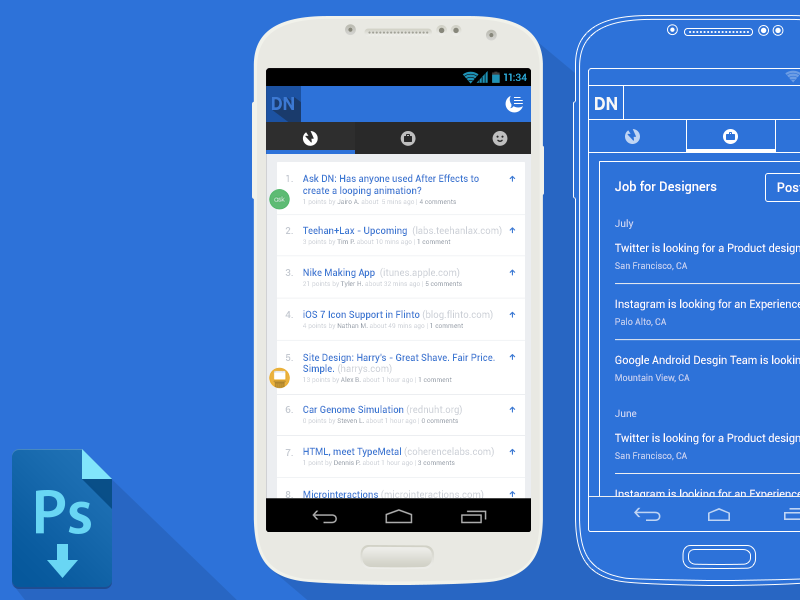 11:34
DN
1. Ask DN: Has anyone used After Effects to
create a looping animation?
ask
1 points by Jairo A. about 5 mins ago | 4 comments
2. Teehan+Lax - Upcoming (labs.teehanlax.com)
3 points by Tim P. about 10 mins ago | 1 comment
3. Nike Making App (itunes.apple.com)
21 points by Tyler H. about 32 mins ago | 5 comments
4. iOS 7 Icon Support in Flinto (blog.flinto.com)
4 points by Nathan M. about 49 mins ago | 1 comment
5. Site Design: Harry's - Great Shave. Fair Price.
Simple. (harrys.com)
13 points by Alex B. about 1 hour ago | 1 comment
6. Car Genome Simulation (rednuht.org)
6 points by Steven L. about 1 hour ago | 0 comments
7. HTML, meet TypeMetal (coherencelabs.com)
1 point by Dennis P. about 1 hour ago | 3 comments
8. Microinteractions (microinteractions.com)
DN
Job for Designers
Pos
July
Twitter is looking for a Product design
San Francisco, CA
Instagram is looking for an Experience
Palo Alto, CA
Google Android Desgin Team is lookin
Mountain View, CA
June
Twitter is looking for a Product design
San Francisco, CA
Instagram is looking for an Experience
Ps